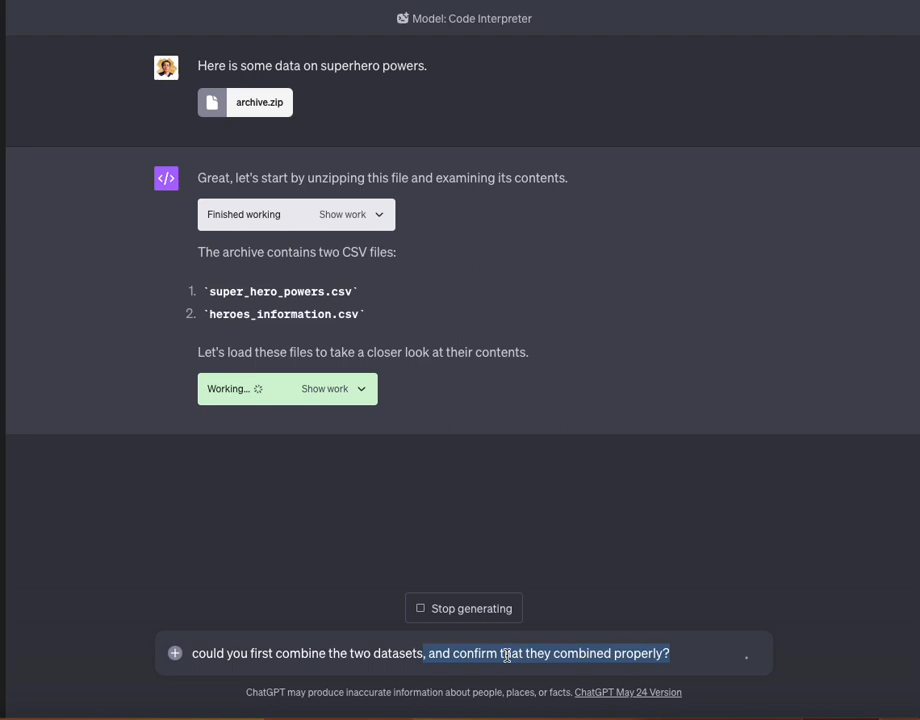 Model: Code Interpreter
Here is some data on superhero powers.
archive.zip
</>
Great, let's start by unzipping this file and examining its contents.
Finished working Show work
The archive contains two CSV files:
1. `super_hero_powers.csv`
2. `heroes_information.csv`
Let's load these files to take a closer look at their contents.
Working... Show work
Stop generating
could you first combine the two datasets, and confirm that they combined properly?
ChatGPT may produce inaccurate information about people, places, or facts. ChatGPT May 24 Version